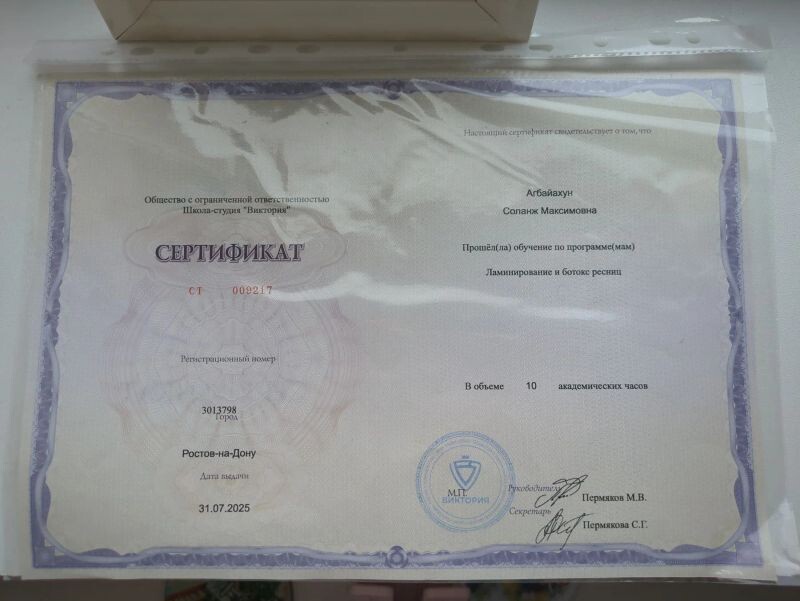 Общество с ограниченной ответственностью
Школа-студия "Виктория"
СЕРТИФИКАТ
СТ 009217
Регистрационный номер
3013798
Город
Ростов-на-Дону
Дата выдачи
31.07.2025
Настоящий сертификат свидетельствует о том, что
Агбайахун
Соланж Максимовна
Прошёл(ла) обучение по программе(мам)
Ламинирование и ботокс ресниц
В объеме 10 академических часов
М.П.
ВИКТОРИЯ
Руководитель Пермяков М.В.
Секретарь Пермякова С.Г.